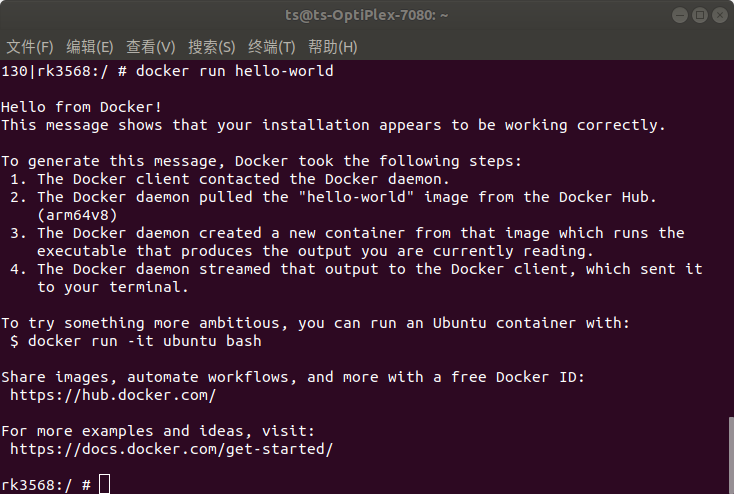 ts@ts-OptiPlex-7080: ~
文件(F) 编辑(E) 查看(V) 搜索(S) 终端(T) 帮助(H)
130|rk3568:/ # docker run hello-world
Hello from Docker!
This message shows that your installation appears to be working correctly.
To generate this message, Docker took the following steps:
1. The Docker client contacted the Docker daemon.
2. The Docker daemon pulled the "hello-world" image from the Docker Hub.
(arm64v8)
3. The Docker daemon created a new container from that image which runs the
executable that produces the output you are currently reading.
4. The Docker daemon streamed that output to the Docker client, which sent it
to your terminal.
To try something more ambitious, you can run an Ubuntu container with:
$ docker run -it ubuntu bash
Share images, automate workflows, and more with a free Docker ID:
https://hub.docker.com/
For more examples and ideas, visit:
https://docs.docker.com/get-started/
rk3568:/ #